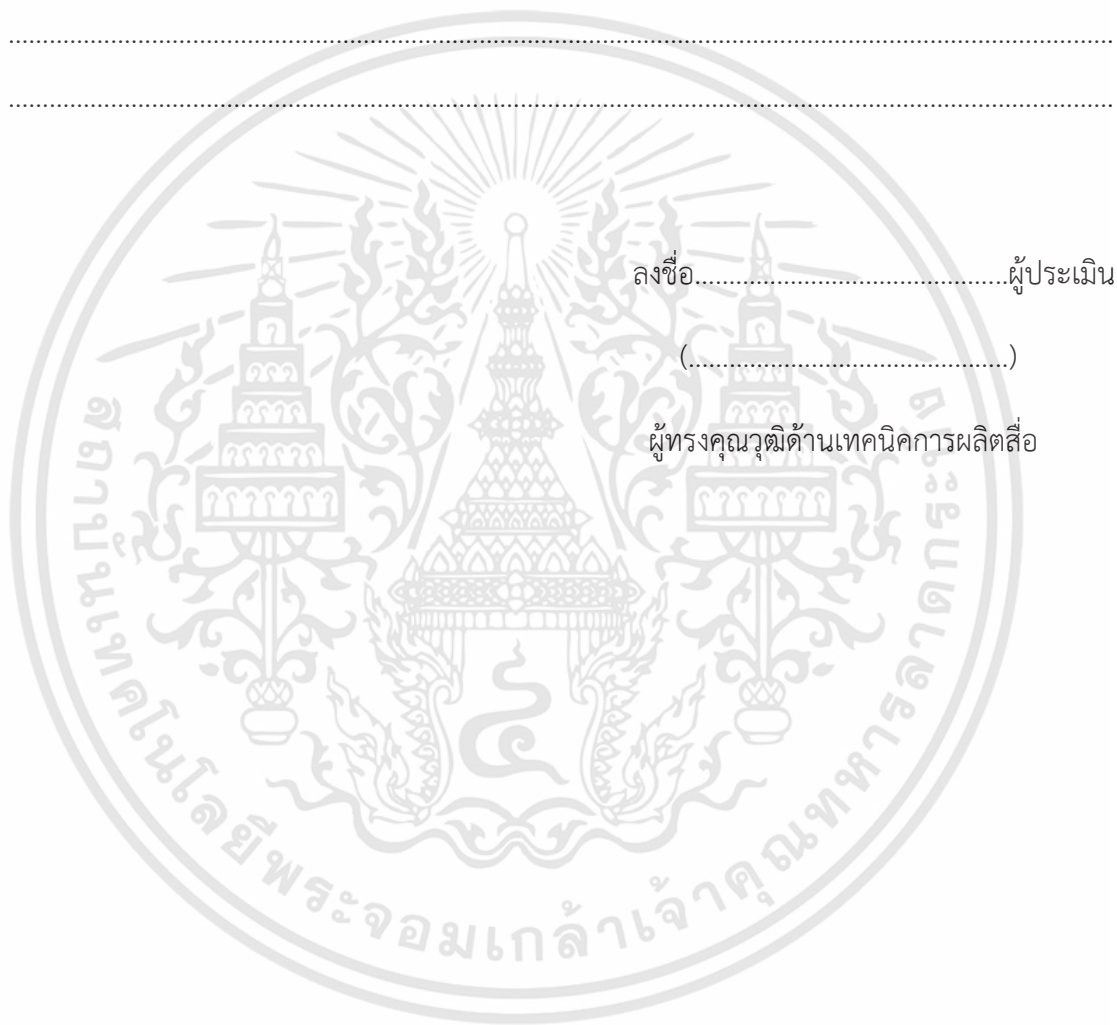 ........................................................................................................................................................................
........................................................................................................................................................................
ลงชื่อ..............................................ผู้ประเมิน
(...............................................)
ผู้ทรงคุณวุฒิด้านเทคนิคการผลิตสื่อ
สถาบันเทคโนโลยีพระจอมเกล้าเจ้าคุณทหารลาดกระบัง
๔